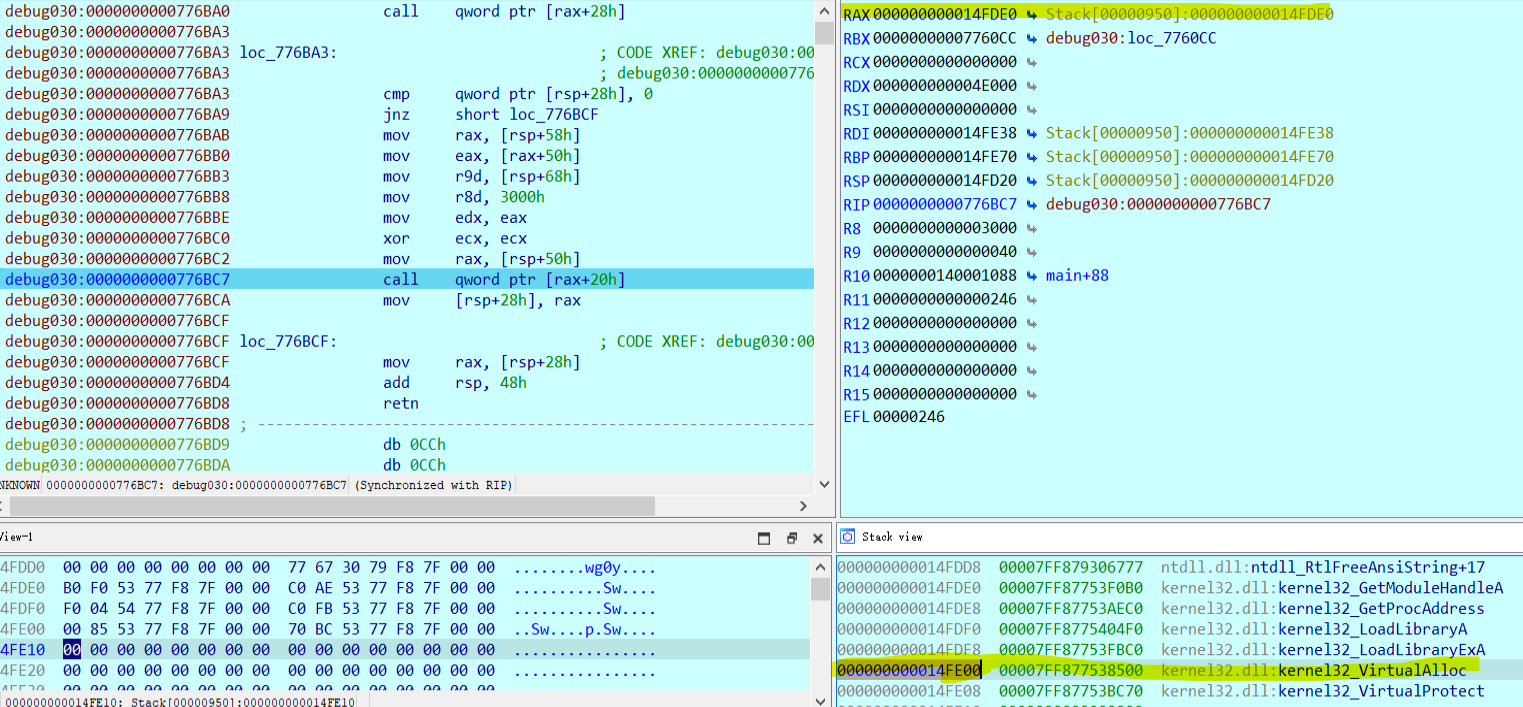 debug030:0000000000776BA0 call qword ptr [rax+28h]
debug030:0000000000776BA3
debug030:0000000000776BA3 loc_776BA3: ; CODE XREF: debug030:00
debug030:0000000000776BA3 ; debug030:0000000000776
debug030:0000000000776BA3 cmp qword ptr [rsp+28h], 0
debug030:0000000000776BA9 jnz short loc_776BCF
debug030:0000000000776BAB mov rax, [rsp+58h]
debug030:0000000000776BB0 mov eax, [rax+50h]
debug030:0000000000776BB3 mov r9d, [rsp+68h]
debug030:0000000000776BB8 mov r8d, 3000h
debug030:0000000000776BBE mov edx, eax
debug030:0000000000776BC0 xor ecx, ecx
debug030:0000000000776BC2 mov rax, [rsp+50h]
debug030:0000000000776BC7 call qword ptr [rax+20h]
debug030:0000000000776BCA mov [rsp+28h], rax
debug030:0000000000776BCF
debug030:0000000000776BCF loc_776BCF: ; CODE XREF: debug030:00
debug030:0000000000776BCF mov rax, [rsp+28h]
debug030:0000000000776BD4 add rsp, 48h
debug030:0000000000776BD8 retn
debug030:0000000000776BD8 ; ---------------------------------------------------------------
debug030:0000000000776BD9 db 0CCh
debug030:0000000000776BDA db 0CCh
NKNOWN 0000000000776BC7: debug030:0000000000776BC7 (Synchronized with RIP)
RAX 000000000014FDE0 Stack[00000950]:000000000014FDE0
RBX 00000000007760CC debug030:loc_7760CC
RCX 0000000000000000
RDX 000000000004E000
RSI 0000000000000000
RDI 000000000014FE38 Stack[00000950]:000000000014FE38
RBP 000000000014FE70 Stack[00000950]:000000000014FE70
RSP 000000000014FD20 Stack[00000950]:000000000014FD20
RIP 0000000000776BC7 debug030:0000000000776BC7
R8 0000000000003000
R9 0000000000000040
R10 0000000140001088 main+88
R11 0000000000000246
R12 0000000000000000
R13 0000000000000000
R14 0000000000000000
R15 0000000000000000
EFL 00000246
View-1
4FDD0 00 00 00 00 00 00 00 00 77 67 30 79 F8 7F 00 00 ........wg0y....
4FDE0 B0 F0 53 77 F8 7F 00 00 C0 AE 53 77 F8 7F 00 00 ..........Sw....
4FDF0 F0 04 54 77 F8 7F 00 00 C0 FB 53 77 F8 7F 00 00 ..........Sw....
4FE00 00 85 53 77 F8 7F 00 00 70 BC 53 77 F8 7F 00 00 ..Sw....p.Sw....
4FE10 00 00 00 00 00 00 00 00 00 00 00 00 00 00 00 00 ................
4FE20 00 00 00 00 00 00 00 00 00 00 00 00 00 00 00 00 ................
000000000014FE10: Stack[00000950]:000000000014FE10
Stack view
000000000014FDD8 00007FF879306777 ntdll.dll:ntdll_RtlFreeAnsiString+17
000000000014FDE0 00007FF87753F0B0 kernel32.dll:kernel32_GetModuleHandleA
000000000014FDE8 00007FF87753AEC0 kernel32.dll:kernel32_GetProcAddress
000000000014FDF0 00007FF8775404F0 kernel32.dll:kernel32_LoadLibraryA
000000000014FDF8 00007FF87753FBC0 kernel32.dll:kernel32_LoadLibraryExA
000000000014FE00 00007FF877538500 kernel32.dll:kernel32_VirtualAlloc
000000000014FE08 00007FF87753BC70 kernel32.dll:kernel32_VirtualProtect